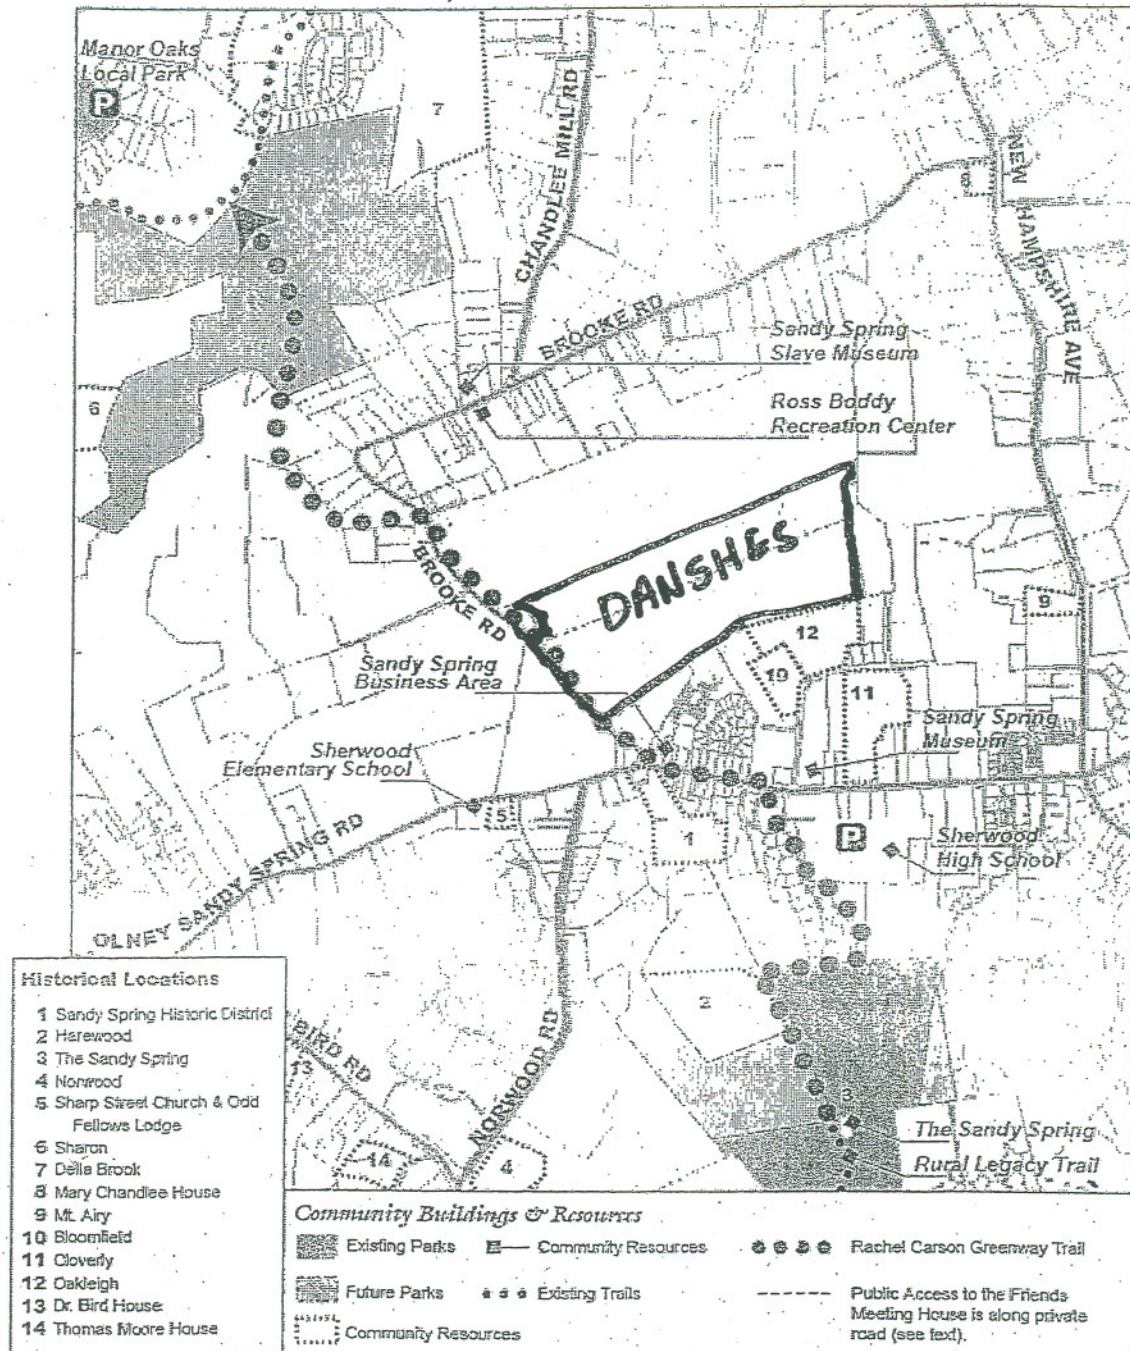 Manor Oaks
Local Park
P
7
CHANDLEE MILL RD
NEW HAMPSHIRE AVE
8
BROOKE RD
Sandy Spring
Slave Museum
Ross Boddy
Recreation Center
6
DANSHES
BROOKE RD
9
12
10
11
Sandy Spring
Business Area
Sandy Spring
Museum
Sherwood
Elementary School
5
1
P
Sherwood
High School
OLNEY SANDY SPRING RD
2
BIRD RD
13
NORWOOD RD
3
The Sandy Spring
Rural Legacy Trail
14
4
Historical Locations
1 Sandy Spring Historic District
2 Harewood
3 The Sandy Spring
4 Norwood
5 Sharp Street Church & Odd
Fellows Lodge
6 Sharon
7 Della Brook
8 Mary Chandlee House
9 Mt. Airy
10 Bloomfield
11 Cloverly
12 Oakleigh
13 Dr. Bird House
14 Thomas Moore House
Community Buildings & Resources
Existing Parks
Community Resources
Rachel Carson Greenway Trail
Future Parks
Existing Trails
Public Access to the Friends
Meeting House is along private
road (see text).
Community Resources